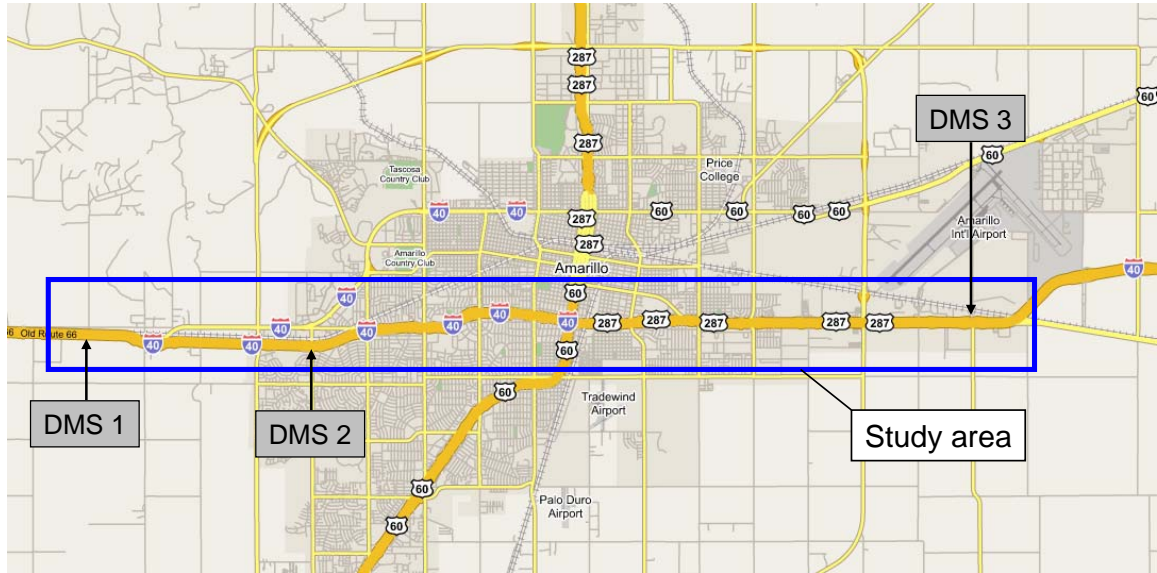 287
287
287
60
DMS 3
60
Price
College
Tascosa
Country Club
40
40
287
60
60
60
60
287
Amarillo
Int'l Airport
Amarillo
Country Club
Amarillo
40
60
40
40
Old Route 66
40
40
40
40
40
40
287
287
287
287
287
60
DMS 1
DMS 2
60
Tradewind
Airport
Study area
60
Palo Duro
Airport
60